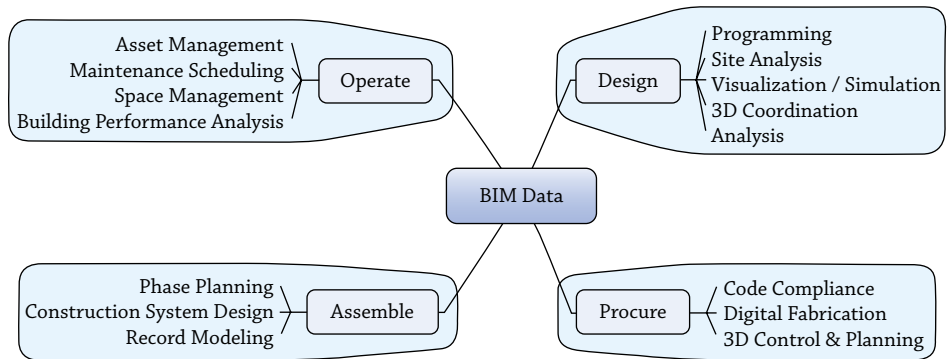 Asset Management
Maintenance Scheduling
Space Management
Building Performance Analysis
Operate
Design
Programming
Site Analysis
Visualization / Simulation
3D Coordination
Analysis
BIM Data
Phase Planning
Construction System Design
Record Modeling
Assemble
Procure
Code Compliance
Digital Fabrication
3D Control & Planning